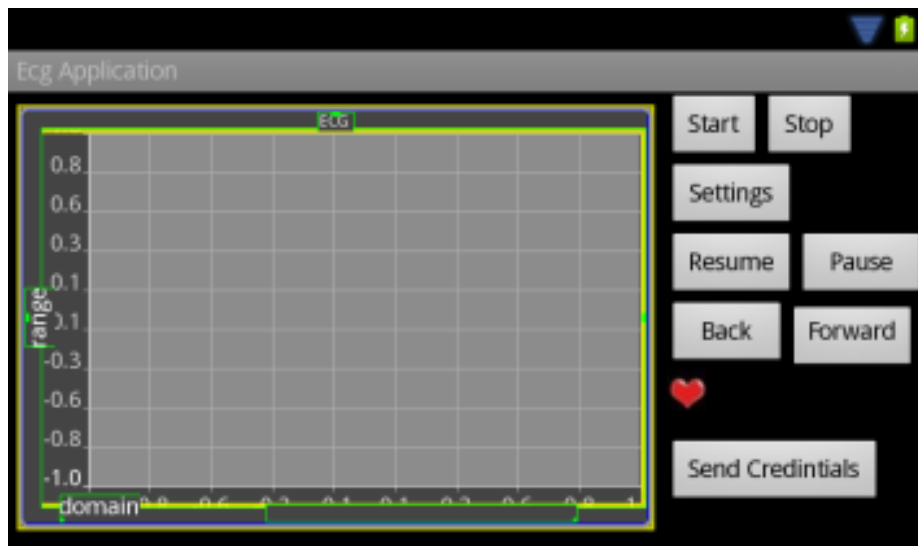 Ecg Application
ECG
Start
Stop
0.8
0.6
Settings
0.3
0.1
Resume
Pause
range
-0.3
Back
Forward
-0.6
-0.8
-1.0
Send Credintials
domain